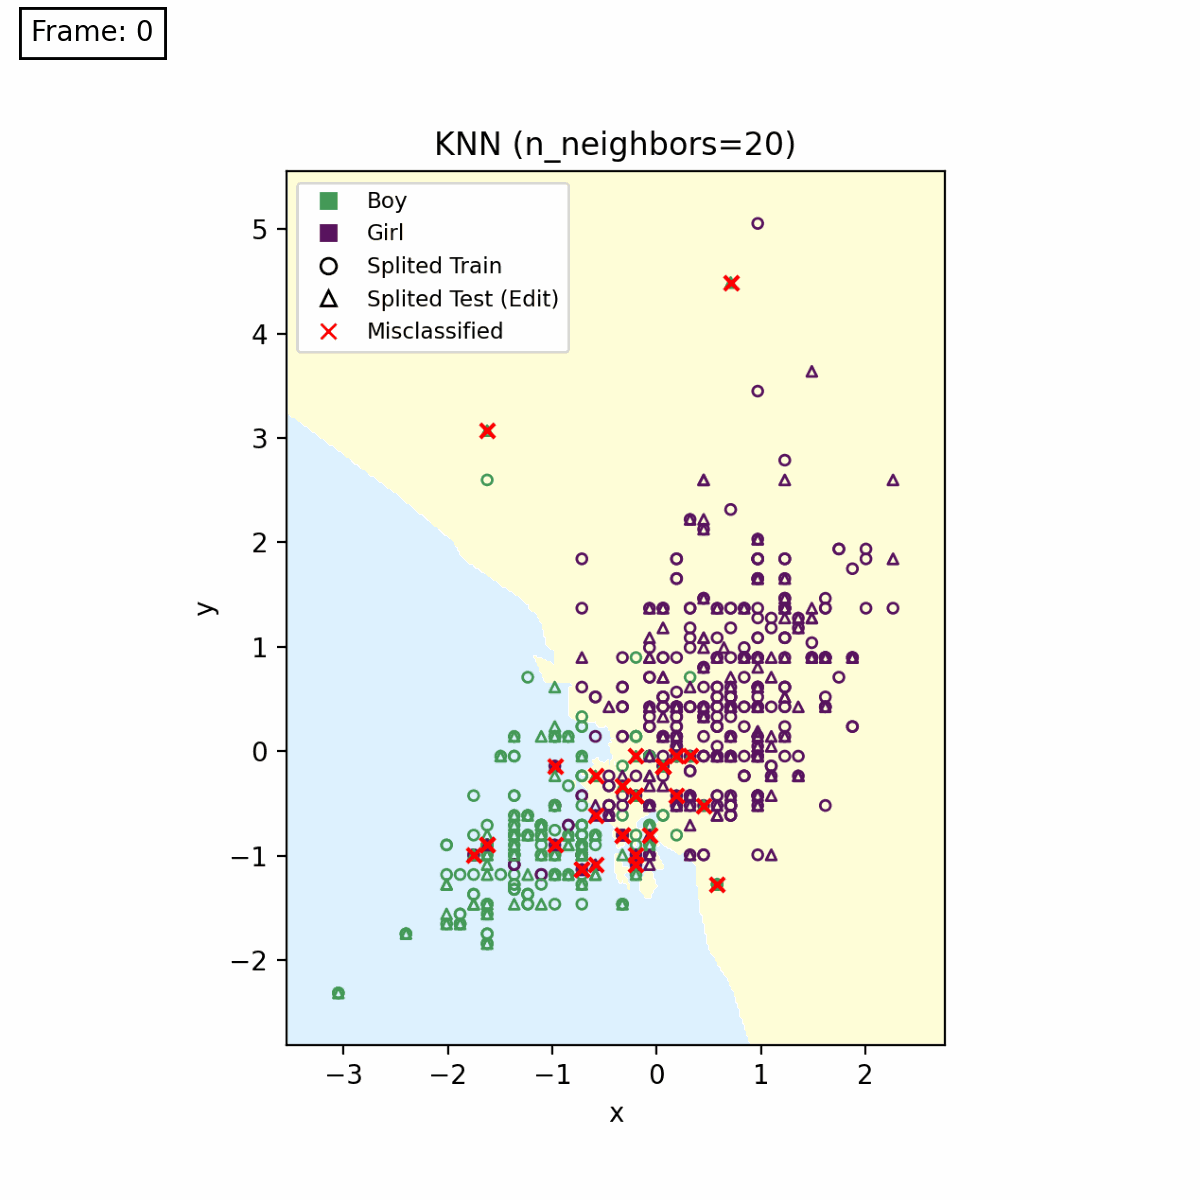 Frame: 0
KNN (n_neighbors=20)
Boy
Girl
Splited Train
Splited Test (Edit)
Misclassified
5
4
3
2
1
0
−1
−2
y
−3
−2
−1
0
1
2
x